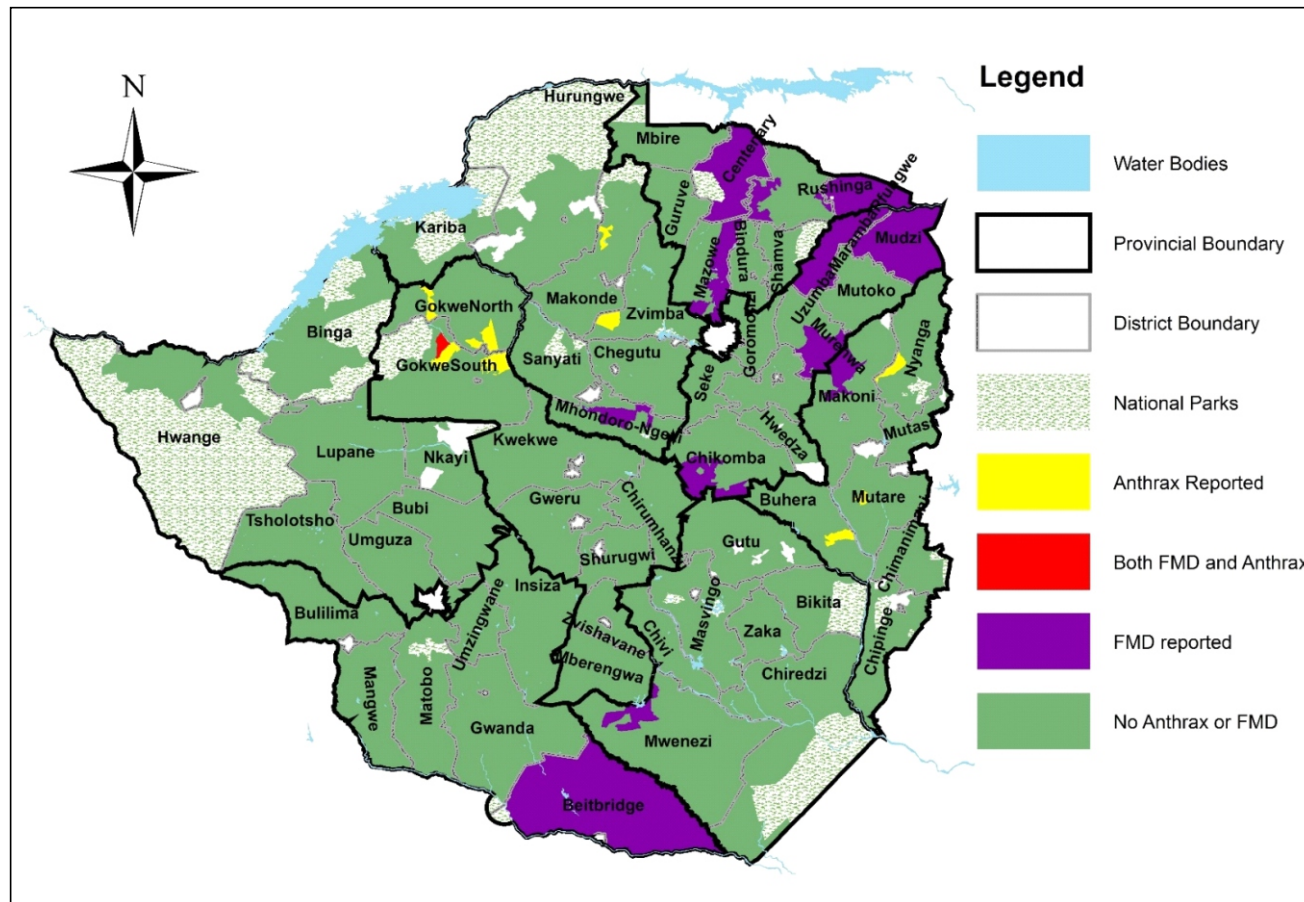 N
Legend
Water Bodies
Provincial Boundary
District Boundary
National Parks
Anthrax Reported
Both FMD and Anthrax
FMD reported
No Anthrax or FMD
Hurungwe
Mbire
Centenary
Rushinga
UzumbaMarambaPfungwe
Mudzi
Guruve
Kariba
Mazowe
Bindura
Shamva
Mutoko
GokweNorth
Makonde
Zvimba
Goromonzi
Murehwa
Nyanga
Binga
GokweSouth
Sanyati
Chegutu
Seke
Makoni
Mutasa
Hwange
Mhondoro-Ngezi
Hwedza
Lupane
Nkayi
Kwekwe
Chikomba
Gweru
Buhera
Mutare
Tsholotsho
Bubi
Umguza
Chirumhanzi
Gutu
Chimanimani
Shurugwi
Insiza
Bulilima
Umzingwane
Zvishavane
Chivi
Masvingo
Bikita
Zaka
Chipinge
Mberengwa
Chiredzi
Mangwe
Matobo
Gwanda
Mwenezi
Beitbridge